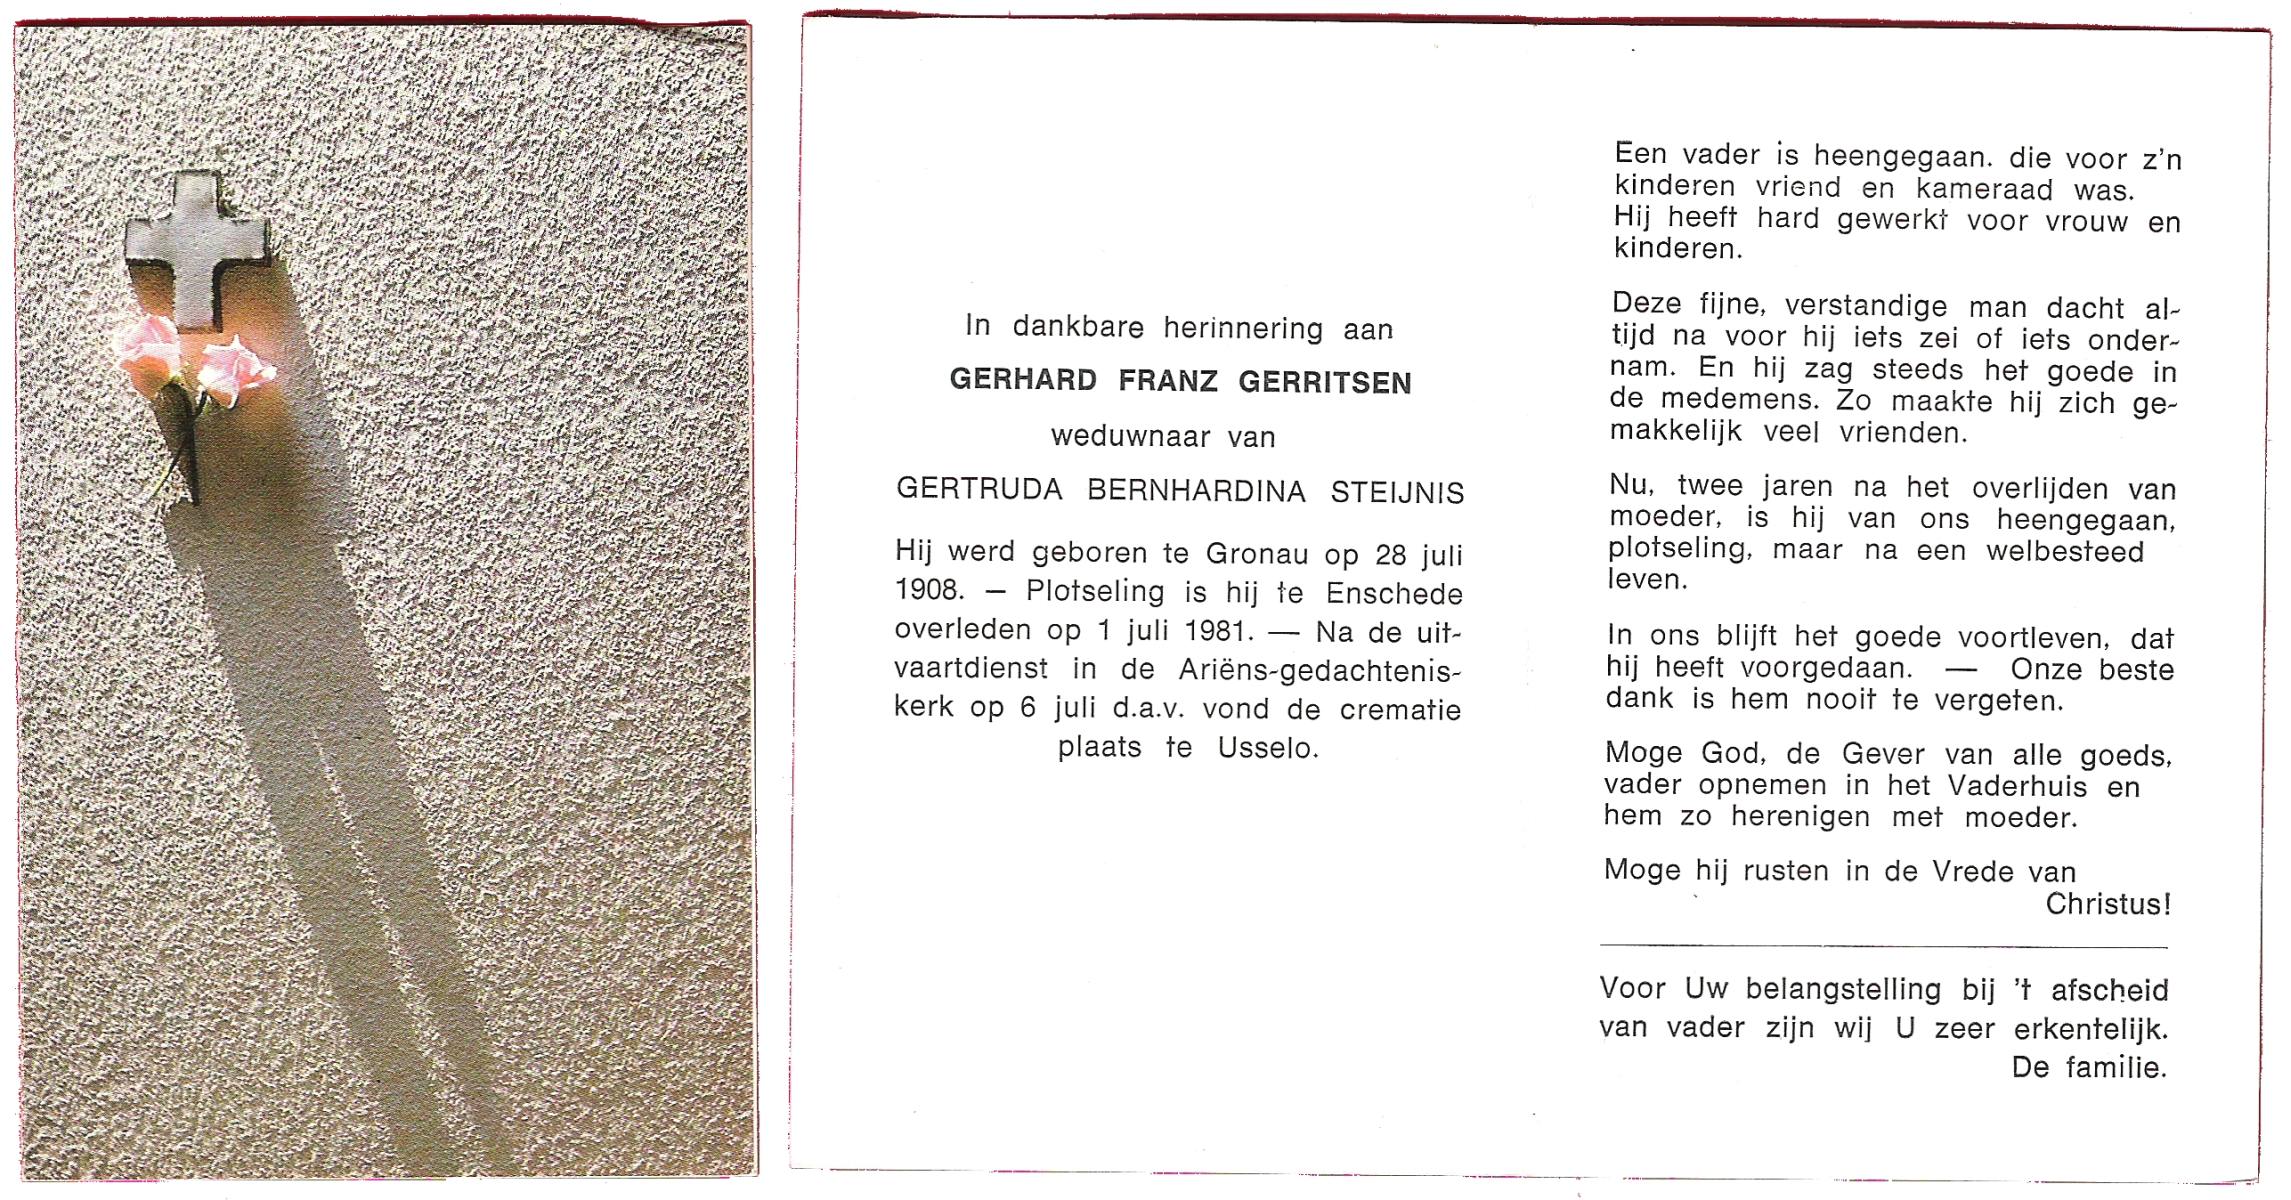 In dankbare herinnering aan
GERHARD FRANZ GERRITSEN
weduwnaar van
GERTRUDA BERNHARDINA STEIJNIS
Hij werd geboren te Gronau op 28 juli
1908. — Plotseling is hij te Enschede
overleden op 1 juli 1981. — Na de uit-
vaartdienst in de Ariëns-gedachtenis-
kerk op 6 juli d.a.v. vond de crematie
plaats te Usselo.
Een vader is heengegaan. die voor z'n
kinderen vriend en kameraad was.
Hij heeft hard gewerkt voor vrouw en
kinderen.
Deze fijne, verstandige man dacht al-
tijd na voor hij iets zei of iets onder-
nam. En hij zag steeds het goede in
de medemens. Zo maakte hij zich ge-
makkelijk veel vrienden.
Nu, twee jaren na het overlijden van
moeder, is hij van ons heengegaan,
plotseling, maar na een welbesteed
leven.
In ons blijft het goede voortleven, dat
hij heeft voorgedaan. — Onze beste
dank is hem nooit te vergeten.
Moge God, de Gever van alle goeds,
vader opnemen in het Vaderhuis en
hem zo herenigen met moeder.
Moge hij rusten in de Vrede van
Christus!
Voor Uw belangstelling bij 't afscheid
van vader zijn wij U zeer erkentelijk.
De familie.